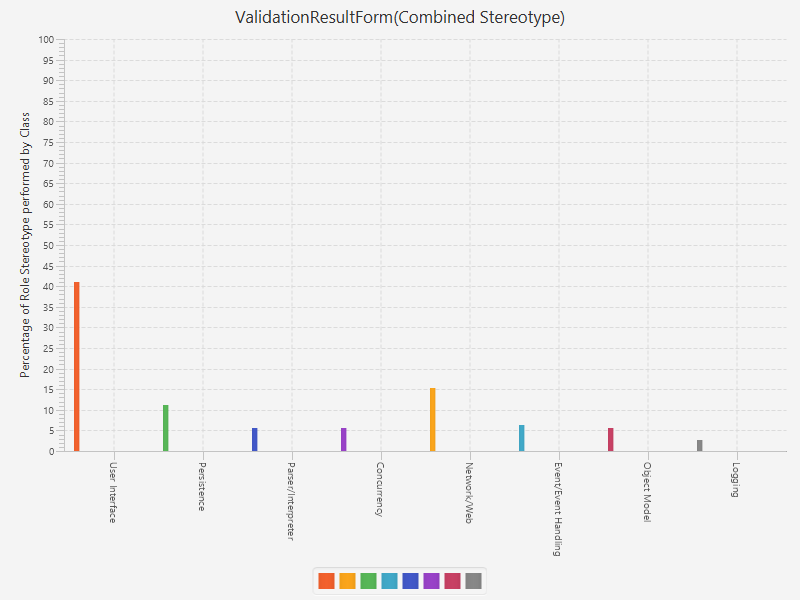 ValidationResultForm(Combined Stereotype)
Percentage of Role Stereotype performed by Class
100
95
90
85
80
75
70
65
60
55
50
45
40
35
30
25
20
15
10
5
0
User Interface
Persistence
Parser/Interpreter
Concurrency
Network/Web
Event/Event Handling
Object Model
Logging